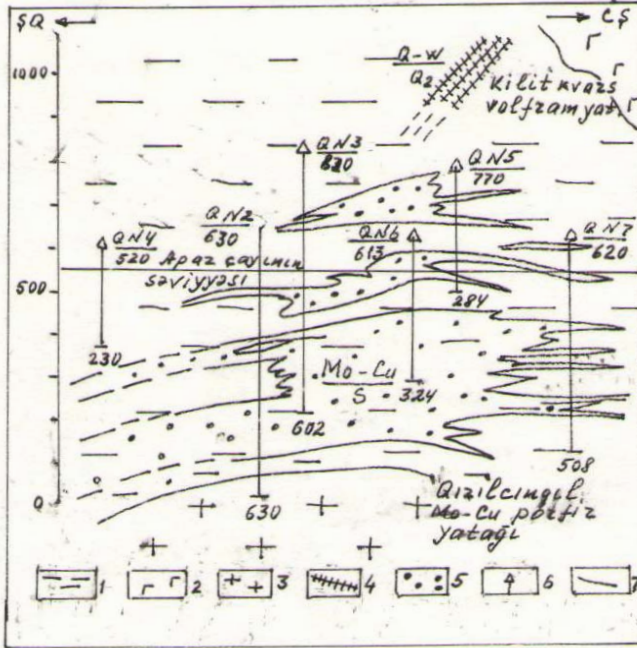 ŞQ
CŞ
1000
500
0
Q-W
Q2
Kilit kvars
volfram yat.
QN3
630
QN5
770
QN2
630
QN6
613
QN7
620
QN4
520
Apaz çayının
səviyyəsi
284
230
Mo-Cu
S
324
602
508
630
Qızılcıngıl
Mo-Cu porfir
yatağı
1 2 3 4 5 6 7